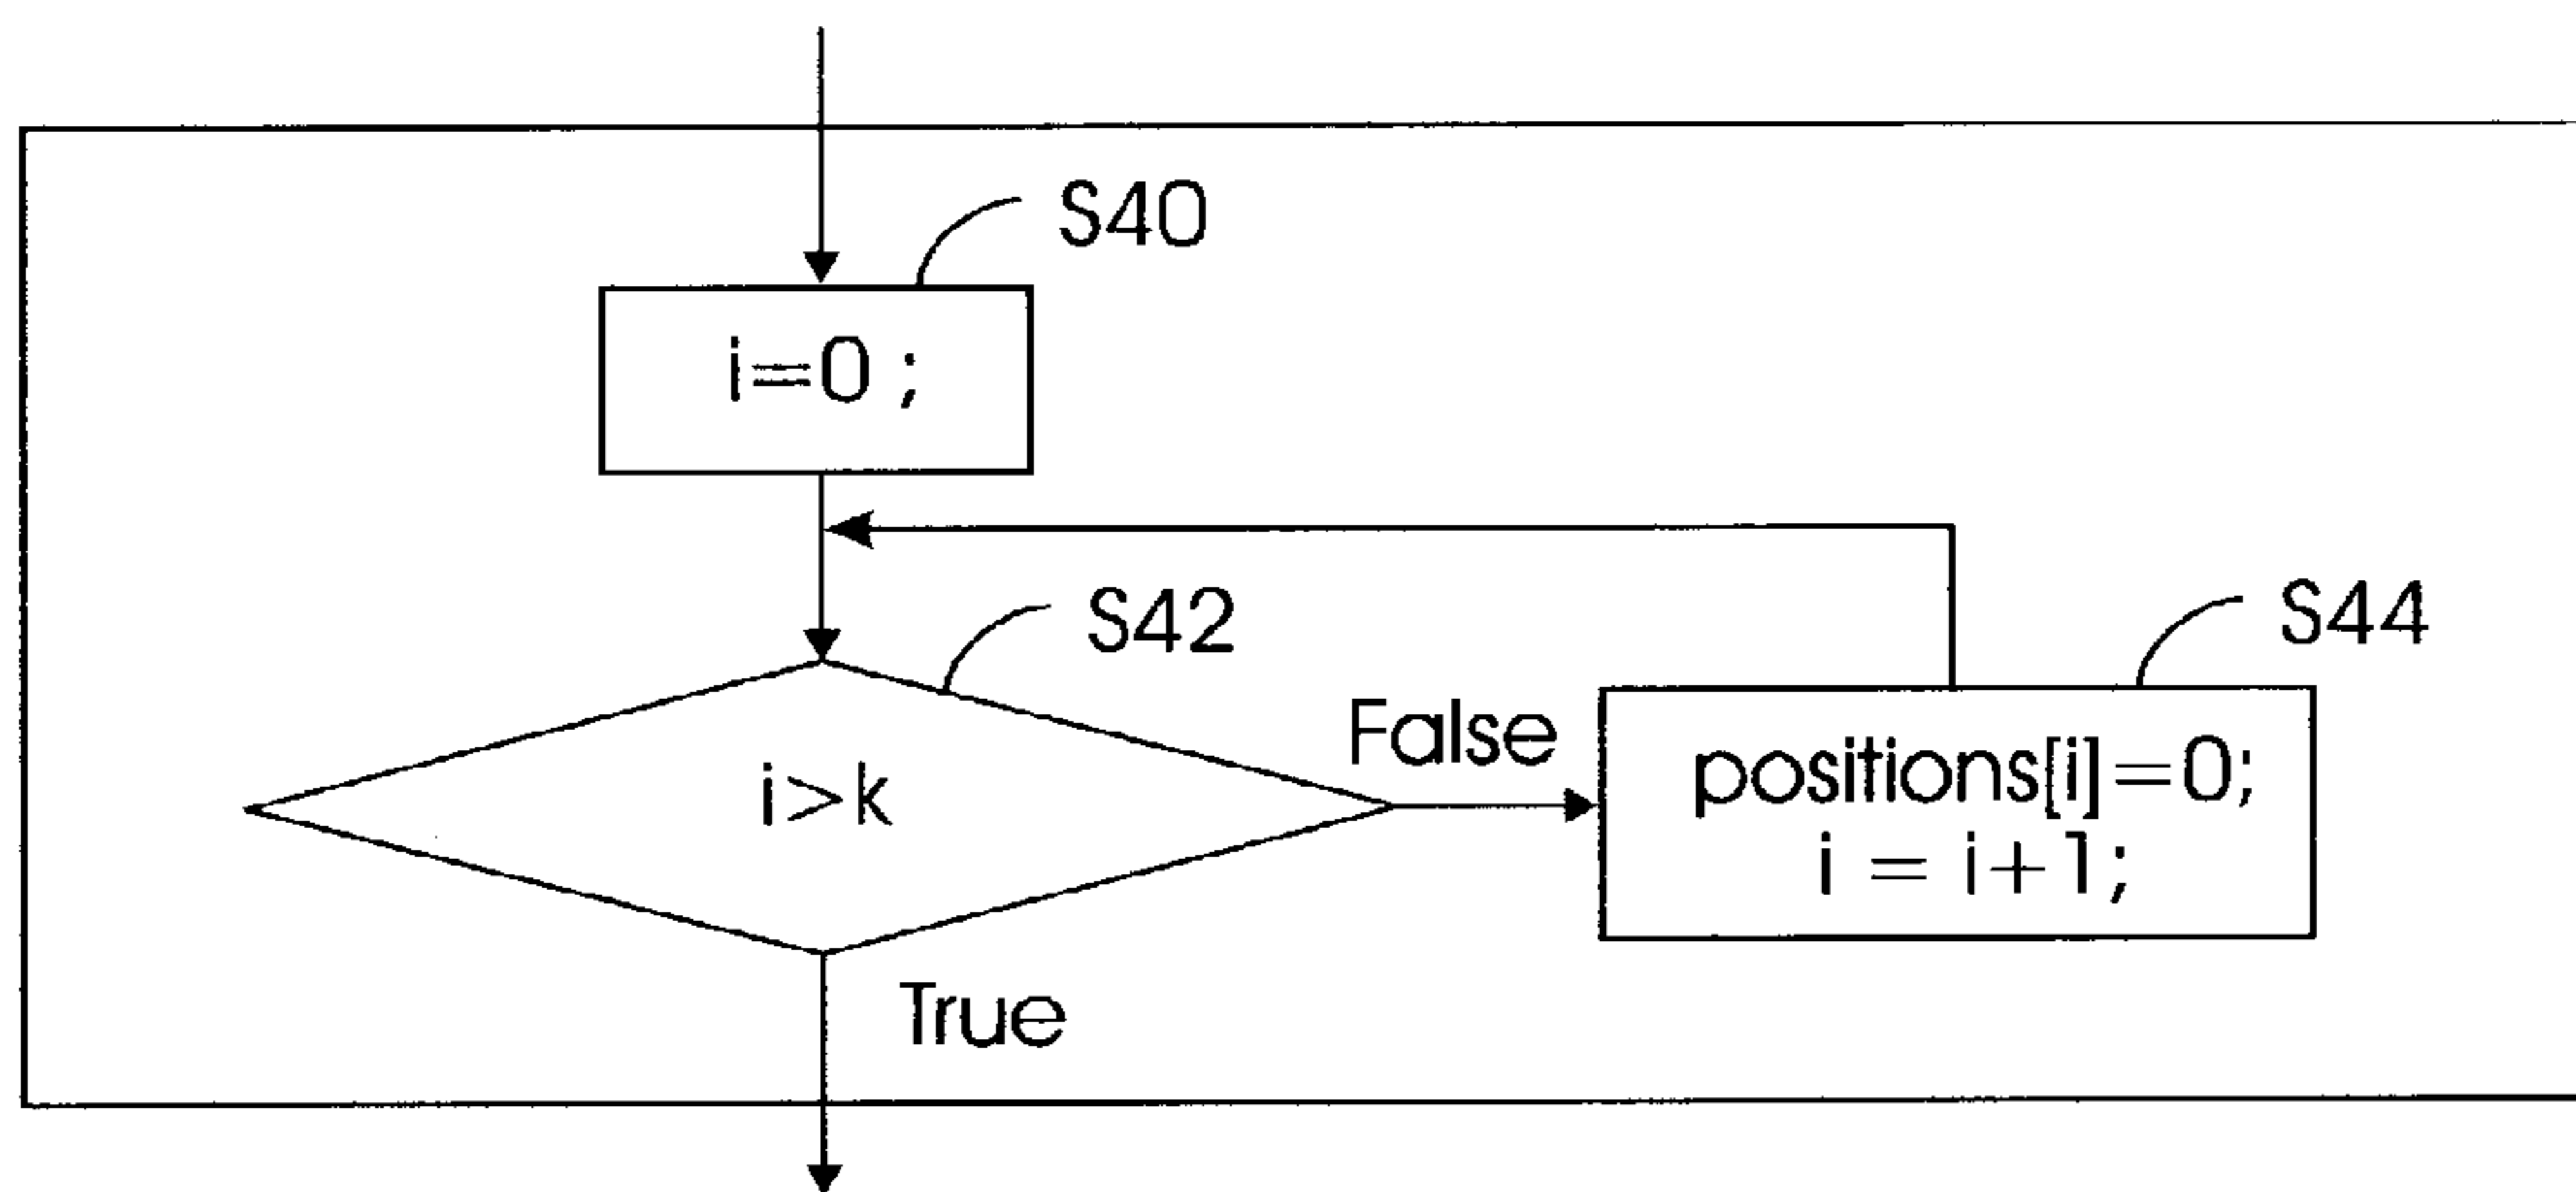 S40
i=0 ;
S42
S44
False
i>k
positions[i]=0;
i = i+1;
True